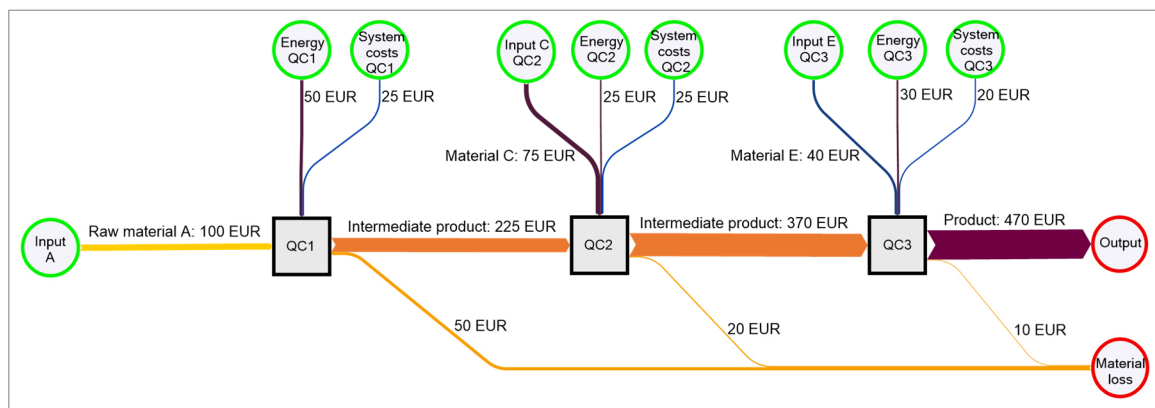 Energy
QC1
System
costs
QC1
Input C
QC2
Energy
QC2
System
costs
QC2
Input E
QC3
Energy
QC3
System
costs
QC3
50 EUR
25 EUR
25 EUR
25 EUR
30 EUR
20 EUR
Material C: 75 EUR
Material E: 40 EUR
Input
A
Raw material A: 100 EUR
QC1
Intermediate product: 225 EUR
QC2
Intermediate product: 370 EUR
QC3
Product: 470 EUR
Output
50 EUR
20 EUR
10 EUR
Material
loss